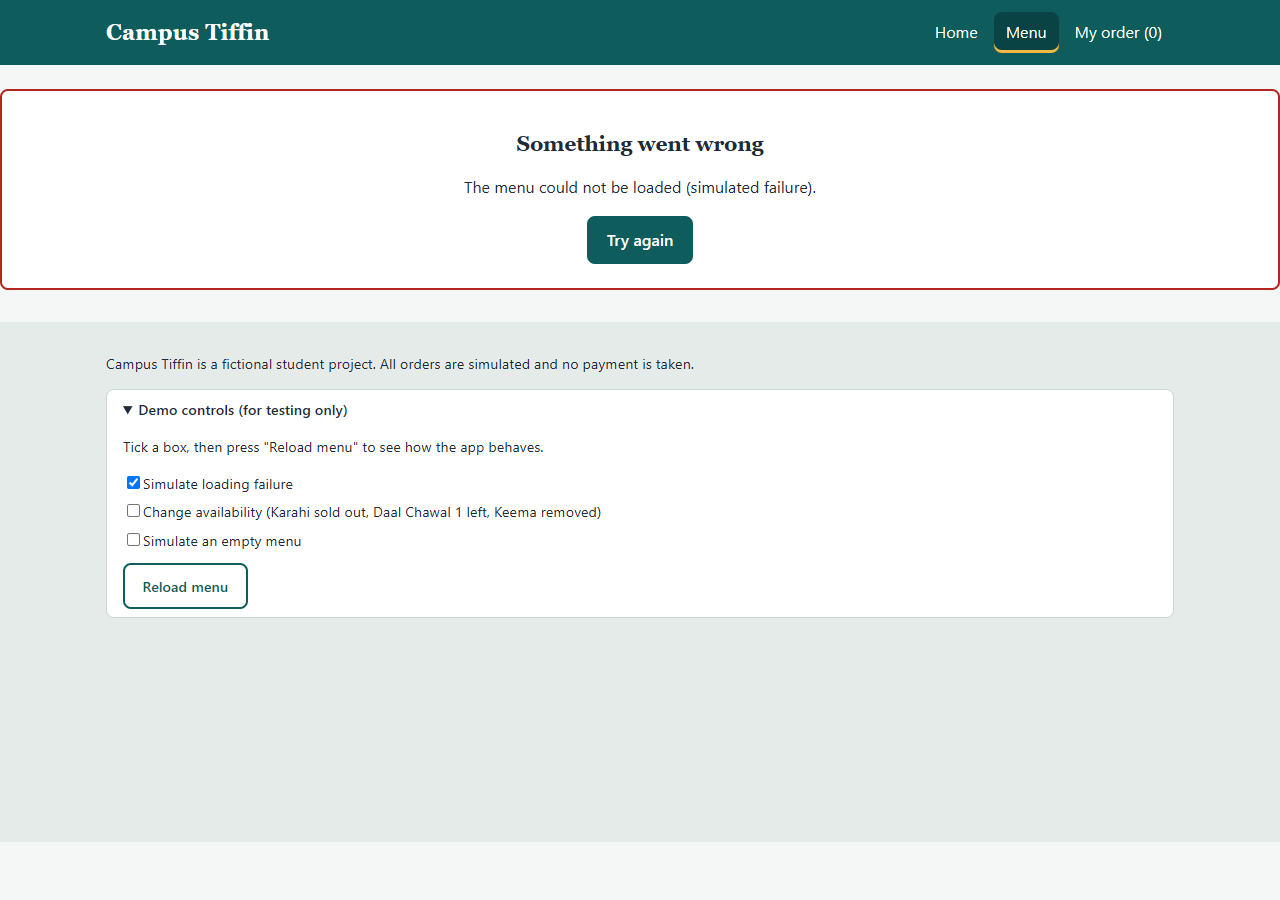 Campus Tiffin
Home
Menu
My order (0)
Something went wrong
The menu could not be loaded (simulated failure).
Try again
Campus Tiffin is a fictional student project. All orders are simulated and no payment is taken.
▼ Demo controls (for testing only)
Tick a box, then press "Reload menu" to see how the app behaves.
Simulate loading failure
Change availability (Karahi sold out, Daal Chawal 1 left, Keema removed)
Simulate an empty menu
Reload menu